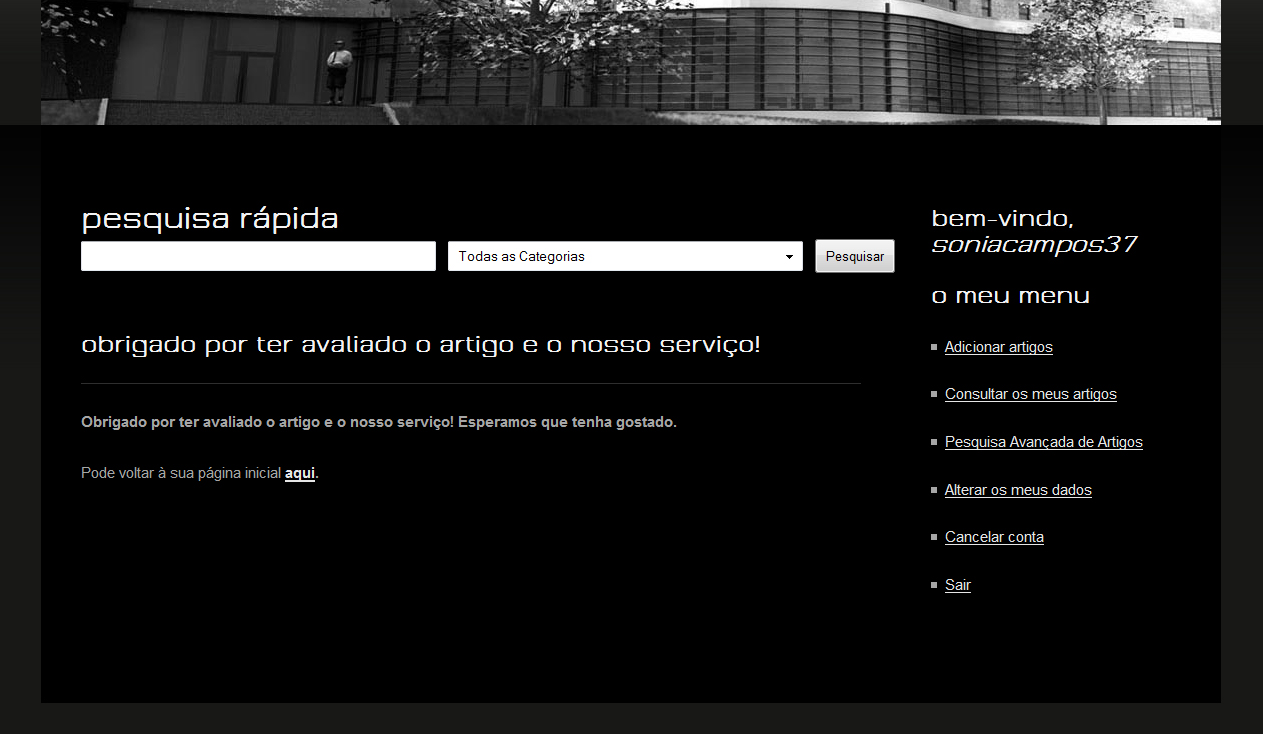 pesquisa rápida
Todas as Categorias
Pesquisar
obrigado por ter avaliado o artigo e o nosso serviço!
Obrigado por ter avaliado o artigo e o nosso serviço! Esperamos que tenha gostado.
Pode voltar à sua página inicial aqui.
bem-vindo,
soniacampos37
o meu menu
Adicionar artigos
Consultar os meus artigos
Pesquisa Avançada de Artigos
Alterar os meus dados
Cancelar conta
Sair